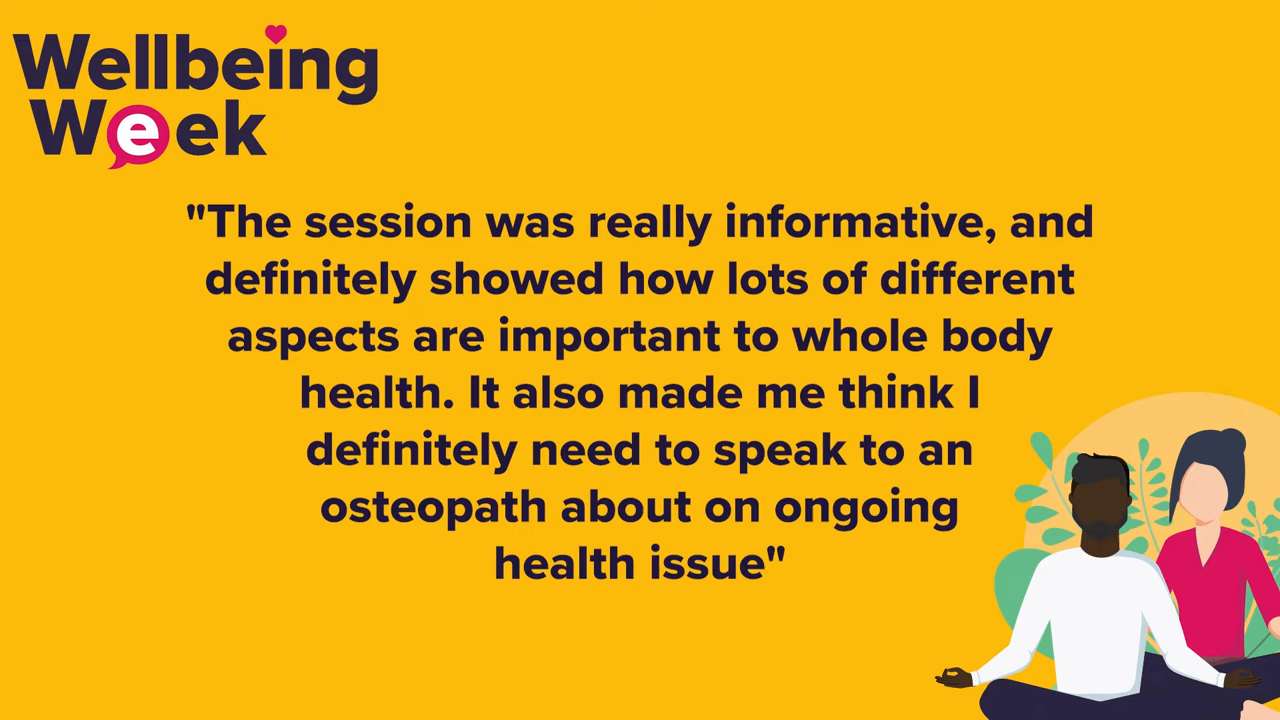 Wellbeing
Week
"The session was really informative, and
definitely showed how lots of different
aspects are important to whole body
health. It also made me think I
definitely need to speak to an
osteopath about on ongoing
health issue"